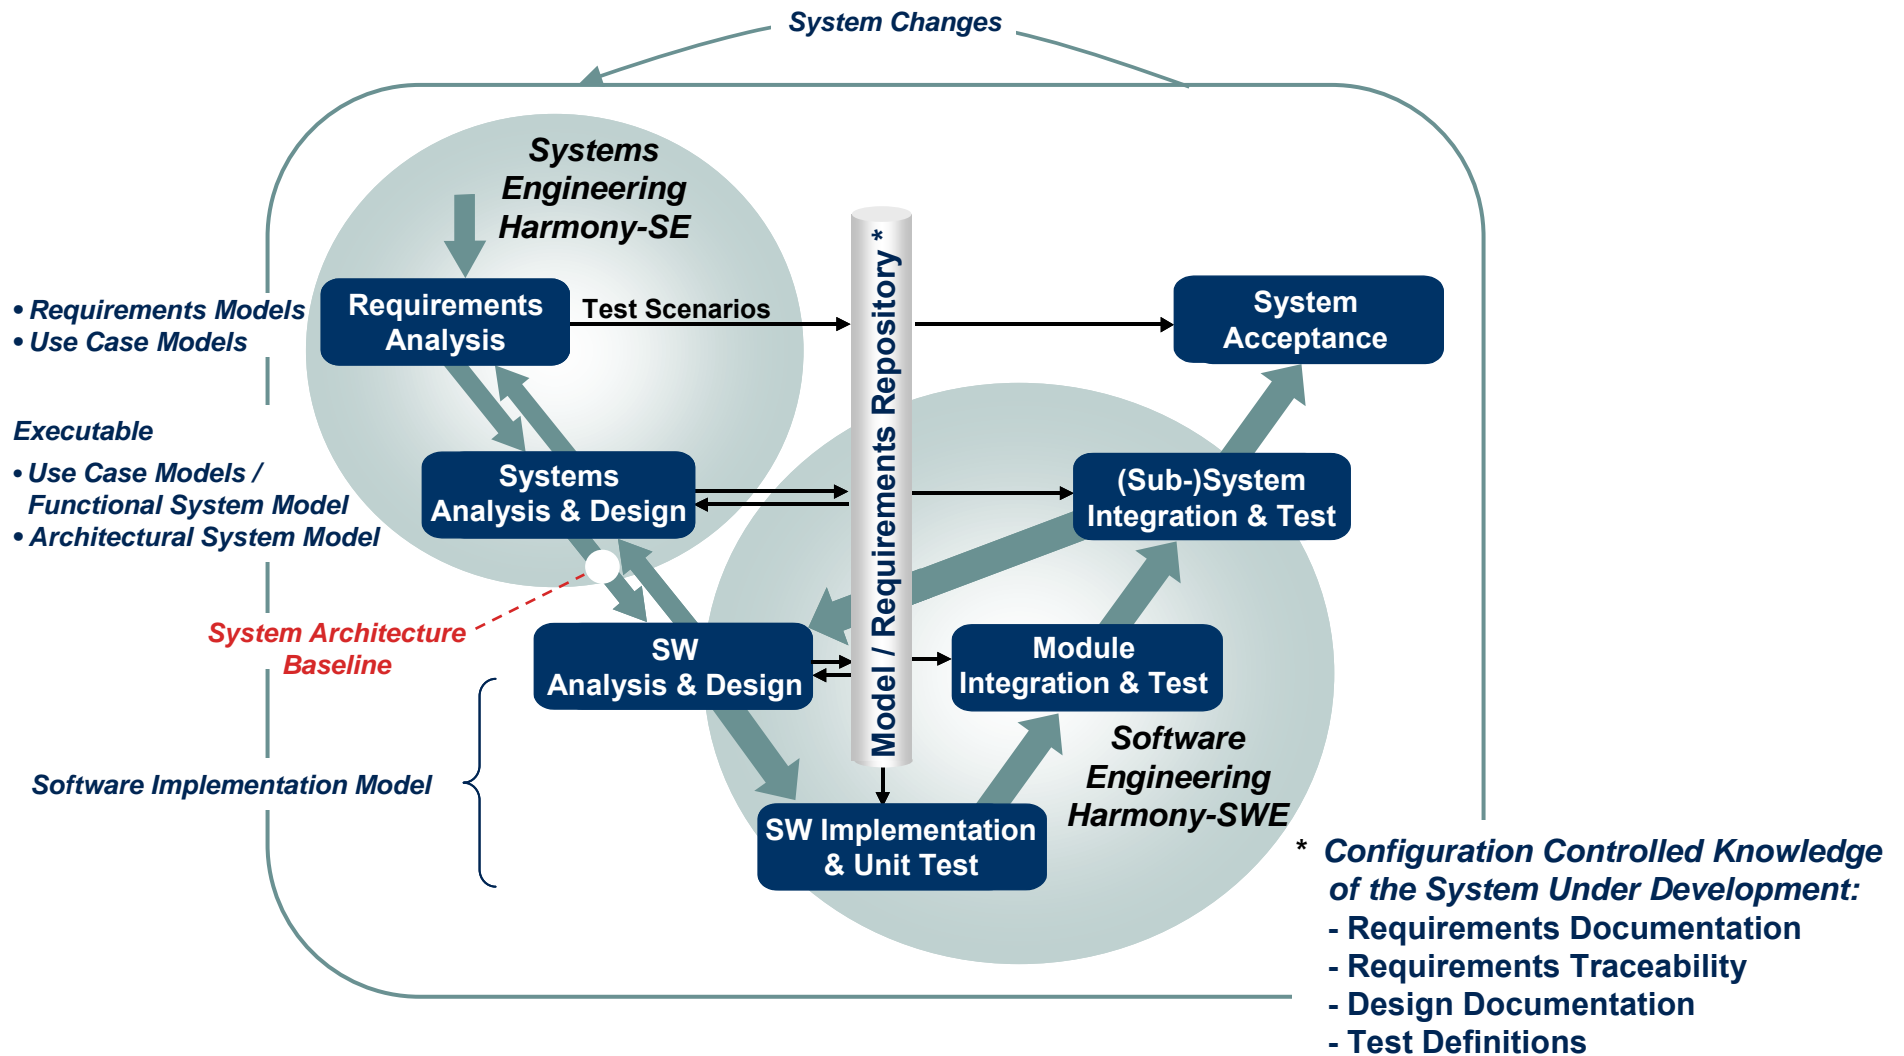 System Changes
Systems
Engineering
Harmony-SE
Model / Requirements Repository *
• Requirements Models
• Use Case Models
Requirements
Analysis
Test Scenarios
System
Acceptance
Executable
• Use Case Models /
Functional System Model
• Architectural System Model
Systems
Analysis & Design
(Sub-)System
Integration & Test
System Architecture
Baseline
SW
Analysis & Design
Module
Integration & Test
Software Implementation Model
Software
Engineering
Harmony-SWE
SW Implementation
& Unit Test
* Configuration Controlled Knowledge
of the System Under Development:
- Requirements Documentation
- Requirements Traceability
- Design Documentation
- Test Definitions